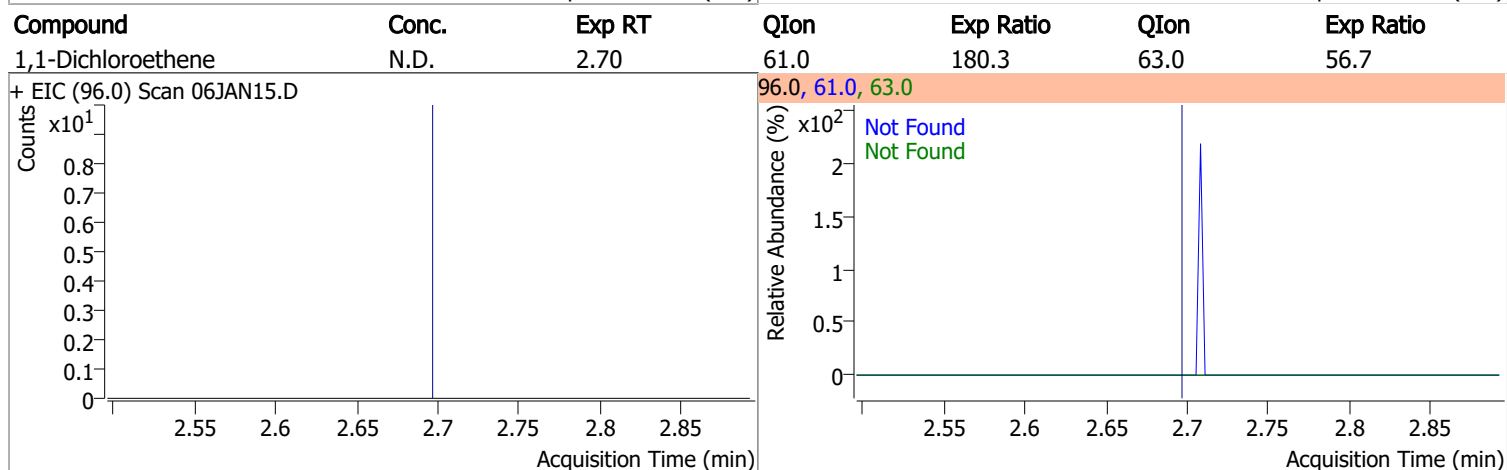 Compound Conc. Exp RT QIon Exp Ratio QIon Exp Ratio
1,1-Dichloroethene N.D. 2.70 61.0 180.3 63.0 56.7
+ EIC (96.0) Scan 06JAN15.D
Counts
x10¹
0.8
0.7
0.6
0.5
0.4
0.3
0.2
0.1
0
2.55 2.6 2.65 2.7 2.75 2.8 2.85
Acquisition Time (min)
96.0, 61.0, 63.0
Relative Abundance (%)
x10²
Not Found
Not Found
2
1.5
1
0.5
0
2.55 2.6 2.65 2.7 2.75 2.8 2.85
Acquisition Time (min)